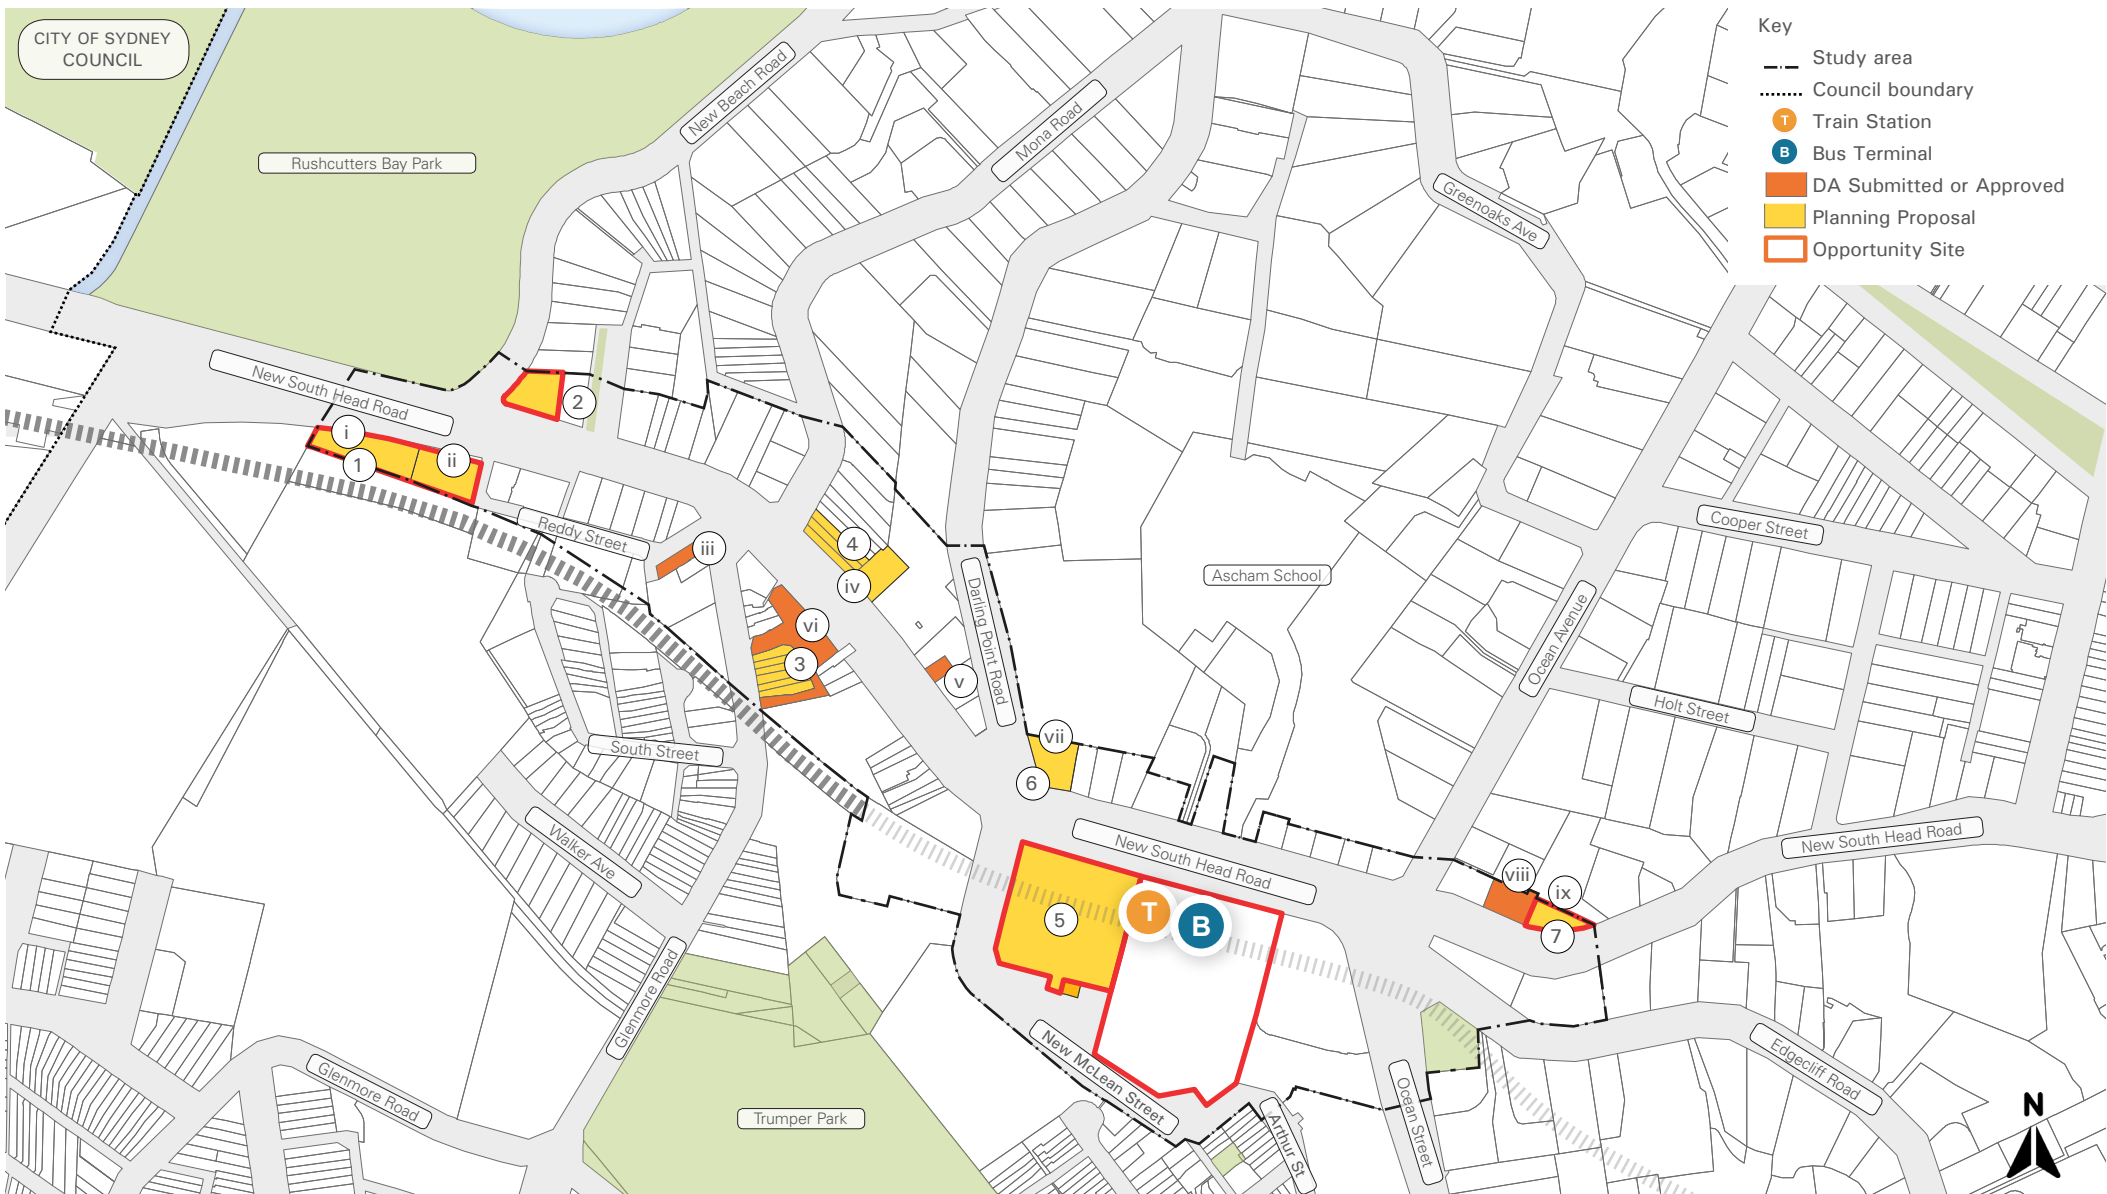 CITY OF SYDNEY
COUNCIL
Key
Study area
Council boundary
T
Train Station
B
Bus Terminal
DA Submitted or Approved
Planning Proposal
Opportunity Site
New Beach Road
Mona Road
Rushcutters Bay Park
Greenoaks Ave
New South Head Road
2
i
ii
1
Reddy Street
iii
4
iv
Cooper Street
Ascham School
Darling Point Road
Ocean Avenue
vi
3
v
Holt Street
South Street
vii
6
Walker Ave
New South Head Road
New South Head Road
viii
ix
5
T
B
7
Glenmore Road
New McLean Street
Edgecliff Road
Glenmore Road
Ocean Street
Arthur St
Trumper Park
N